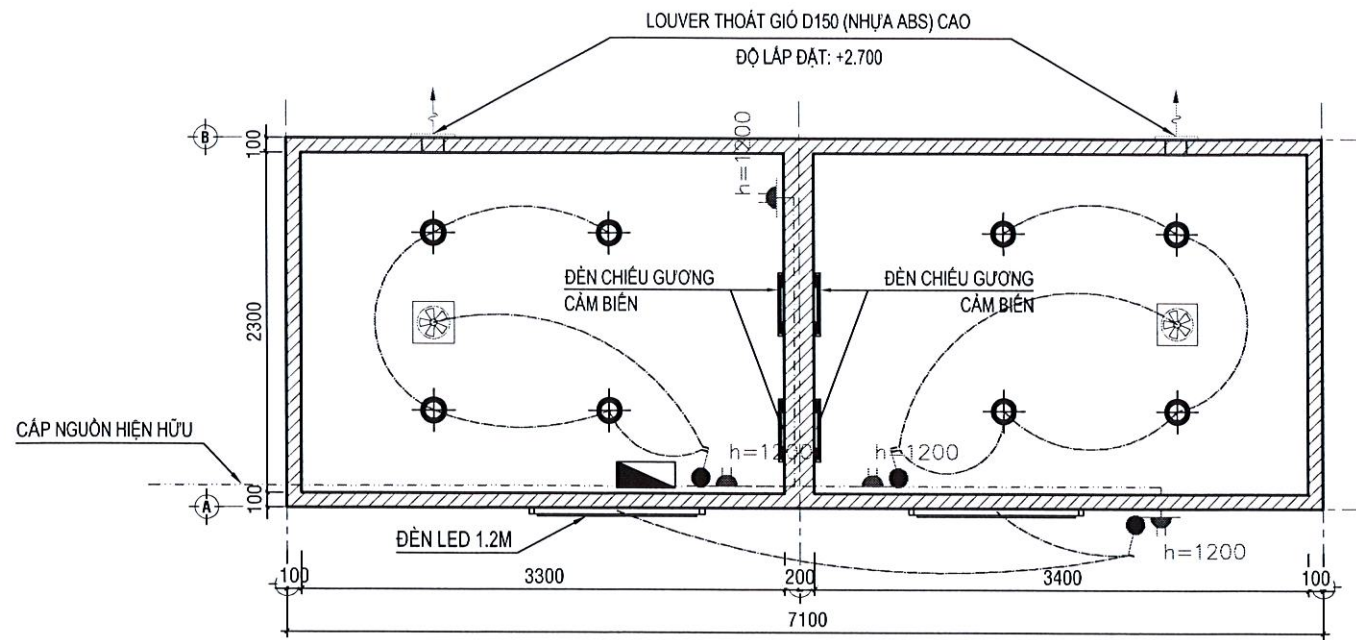 LOUVER THOÁT GIÓ D150 (NHỰA ABS) CAO
ĐỘ LẮP ĐẶT: +2.700
B
100
h=1200
ĐÈN CHIẾU GƯƠNG
CẢM BIẾN
ĐÈN CHIẾU GƯƠNG
CẢM BIẾN
2300
CẤP NGUỒN HIỆN HỮU
h=1200
h=1200
100
A
ĐÈN LED 1.2M
h=1200
100
3300
200
3400
100
7100